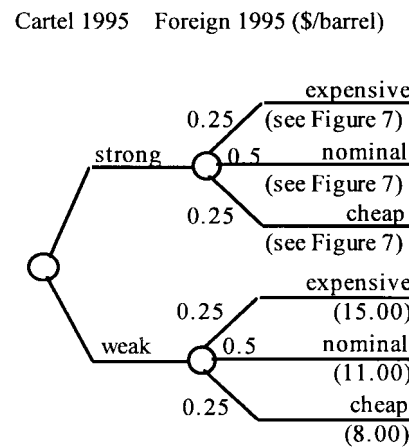 Cartel 1995 Foreign 1995 ($/barrel)
expensive
0.25
(see Figure 7)
strong
0.5
nominal
(see Figure 7)
0.25
cheap
(see Figure 7)
expensive
0.25
(15.00)
weak
0.5
nominal
(11.00)
0.25
cheap
(8.00)